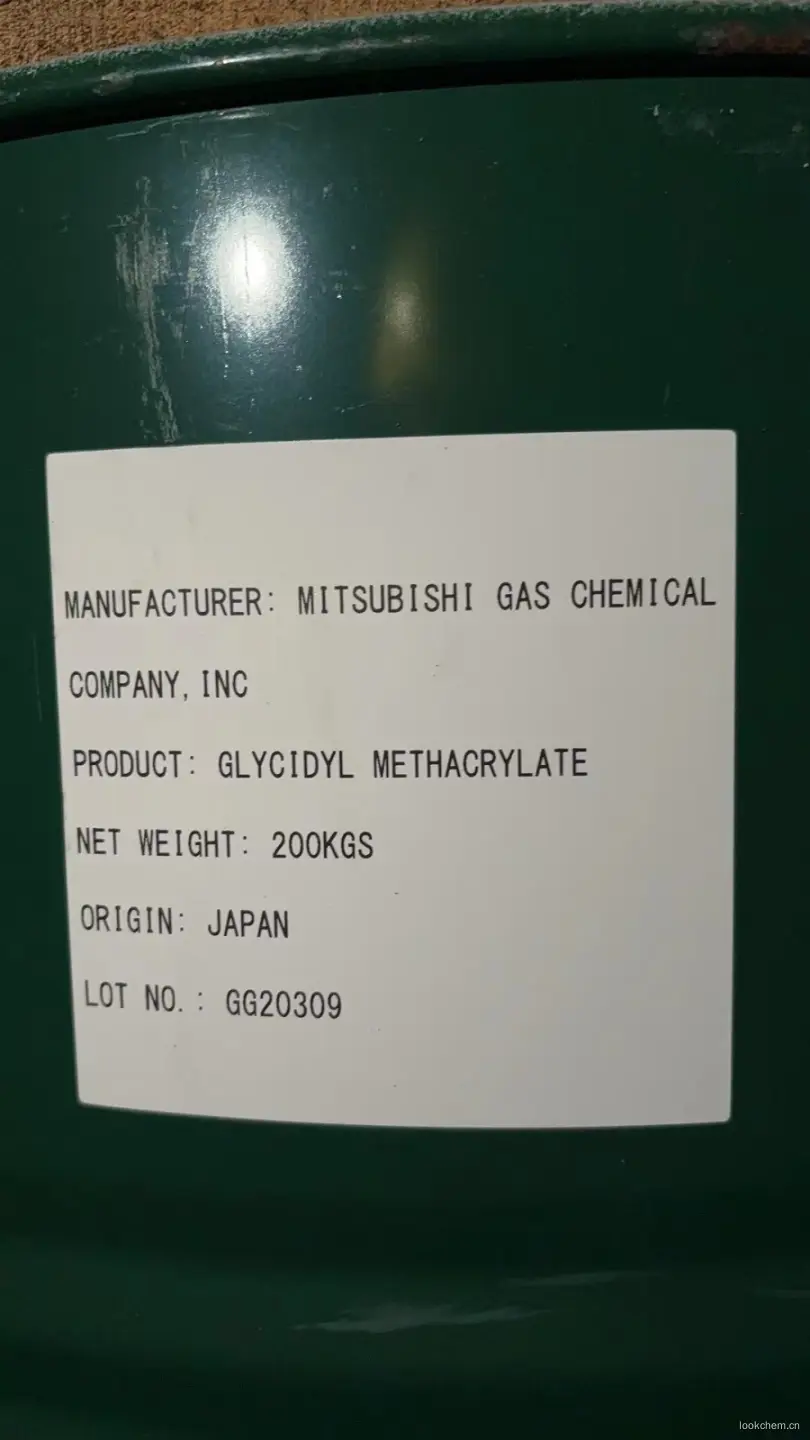 MANUFACTURER: MITSUBISHI GAS CHEMICAL
COMPANY, INC
PRODUCT: GLYCIDYL METHACRYLATE
NET WEIGHT: 200KGS
ORIGIN: JAPAN
LOT NO.: GG20309
lookchem.cn